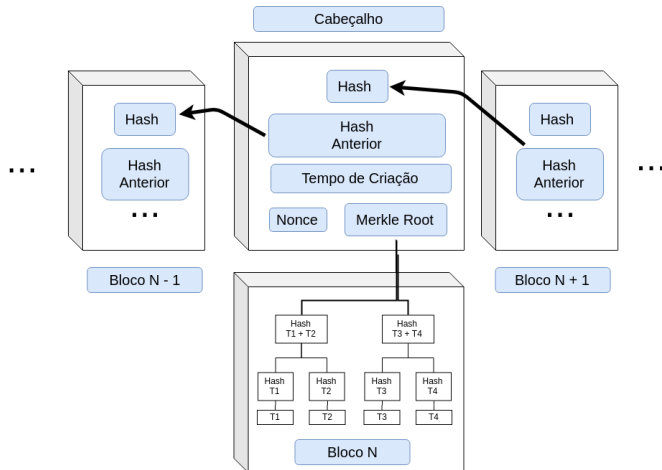 Cabeçalho
Hash
Hash
Anterior
...
Bloco N - 1
...
Hash
Hash
Anterior
Tempo de Criação
Nonce
Merkle Root
Hash
Hash
Anterior
...
Bloco N + 1
...
Hash
T1 + T2
Hash
T3 + T4
Hash
T1
Hash
T2
Hash
T3
Hash
T4
T1
T2
T3
T4
Bloco N